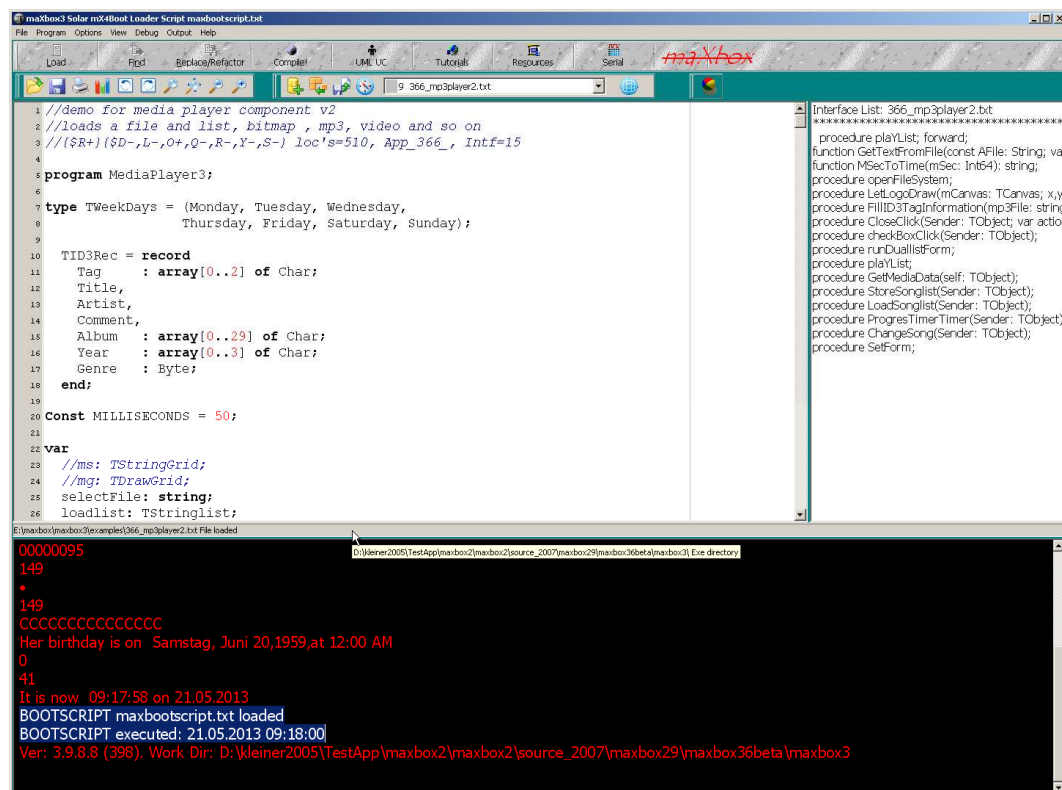 maXbox3 Solar mX4Boot Loader Script maxbootscript.txt
File Program Options View Debug Output Help
Load Find Replace/Refactor Compile! UML UC Tutorials Resources Serial maXbox
9 366_mp3player2.txt
1 //demo for media player component v2
2 //loads a file and list, bitmap , mp3, video and so on
3 //{$R+}{$D-,L-,O+,Q-,R-,Y-,S-} loc's=510, App_366_, Intf=15
4
5 program MediaPlayer3;
6
7 type TWeekDays = (Monday, Tuesday, Wednesday,
8 Thursday, Friday, Saturday, Sunday);
9
10 TID3Rec = record
11 Tag : array[0..2] of Char;
12 Title,
13 Artist,
14 Comment,
15 Album : array[0..29] of Char;
16 Year : array[0..3] of Char;
17 Genre : Byte;
18 end;
19
20 Const MILLISECONDS = 50;
21
22 var
23 //ms: TStringGrid;
24 //mg: TDrawGrid;
25 selectFile: string;
26 loadlist: TStringlist;
Interface List: 366_mp3player2.txt
****************************************
procedure plaYList; forward;
function GetTextFromFile(const AFile: String; va
function MSecToTime(mSec: Int64): string;
procedure openFileSystem;
procedure LetLogoDraw(mCanvas: TCanvas; x,y
procedure FillID3TagInformation(mp3File: string
procedure CloseClick(Sender: TObject; var actio
procedure checkBoxClick(Sender: TObject);
procedure runDuallistForm;
procedure plaYList;
procedure GetMediaData(self: TObject);
procedure StoreSonglist(Sender: TObject);
procedure LoadSonglist(Sender: TObject);
procedure ProgresTimerTimer(Sender: TObject)
procedure ChangeSong(Sender: TObject);
procedure SetForm;
E:\maxbox\maxbox3\examples\366_mp3player2.txt File loaded
D:\kleiner2005\TestApp\maxbox2\maxbox2\source_2007\maxbox29\maxbox36beta\maxbox3\ Exe directory
00000095
149
•
149
CCCCCCCCCCCCCCC
Her birthday is on Samstag, Juni 20,1959,at 12:00 AM
0
41
It is now 09:17:58 on 21.05.2013
BOOTSCRIPT maxbootscript.txt loaded
BOOTSCRIPT executed: 21.05.2013 09:18:00
Ver: 3.9.8.8 (398). Work Dir: D:\kleiner2005\TestApp\maxbox2\maxbox2\source_2007\maxbox29\maxbox36beta\maxbox3